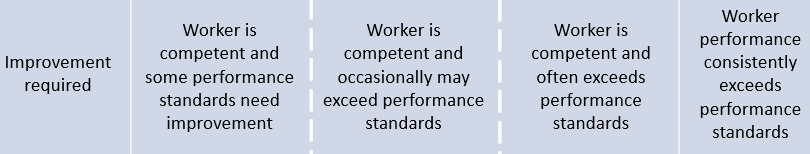 Improvement
required
Worker is
competent and
some performance
standards need
improvement
Worker is
competent and
occasionally may
exceed performance
standards
Worker is
competent and
often exceeds
performance
standards
Worker
performance
consistently
exceeds
performance
standards